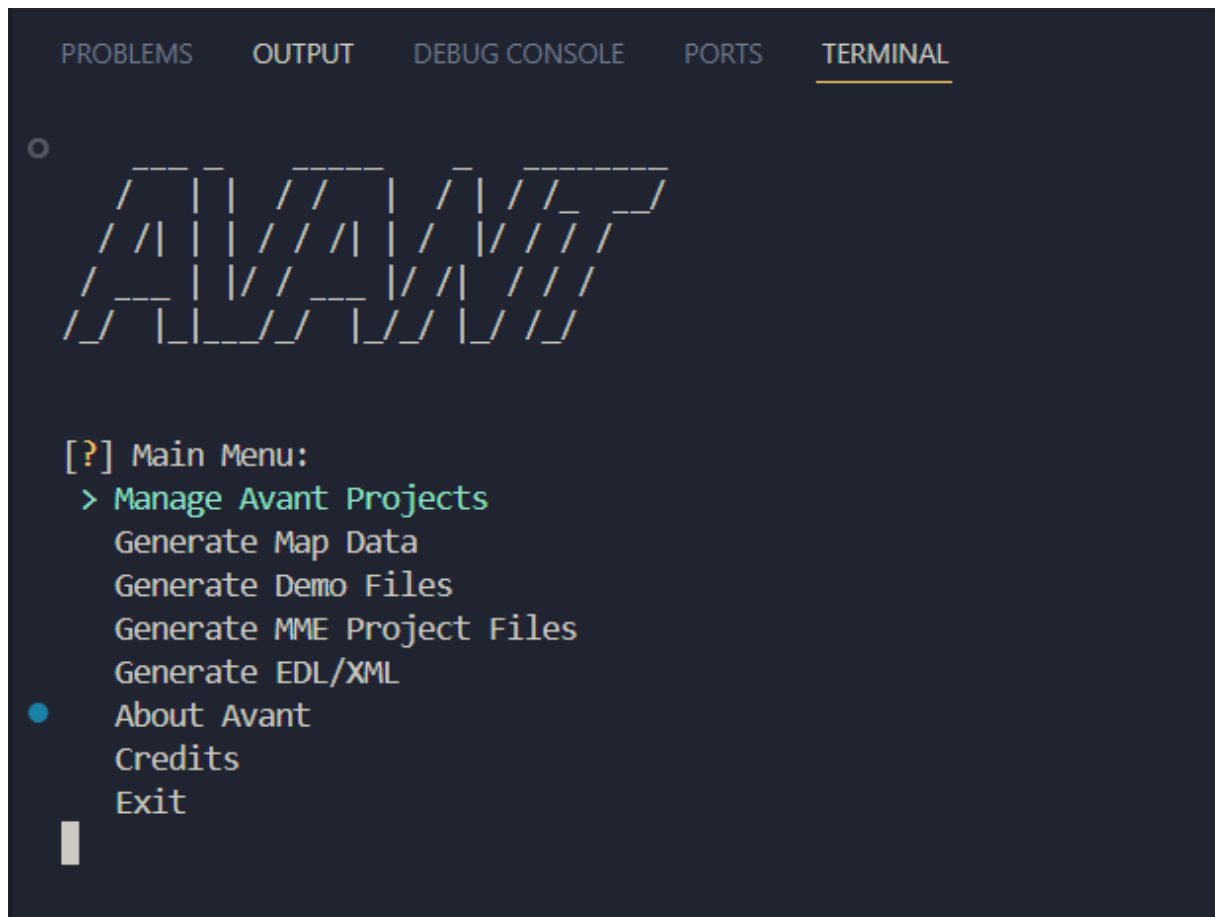 PROBLEMS OUTPUT DEBUG CONSOLE PORTS TERMINAL
AVANT
[?] Main Menu:
> Manage Avant Projects
Generate Map Data
Generate Demo Files
Generate MME Project Files
Generate EDL/XML
About Avant
Credits
Exit